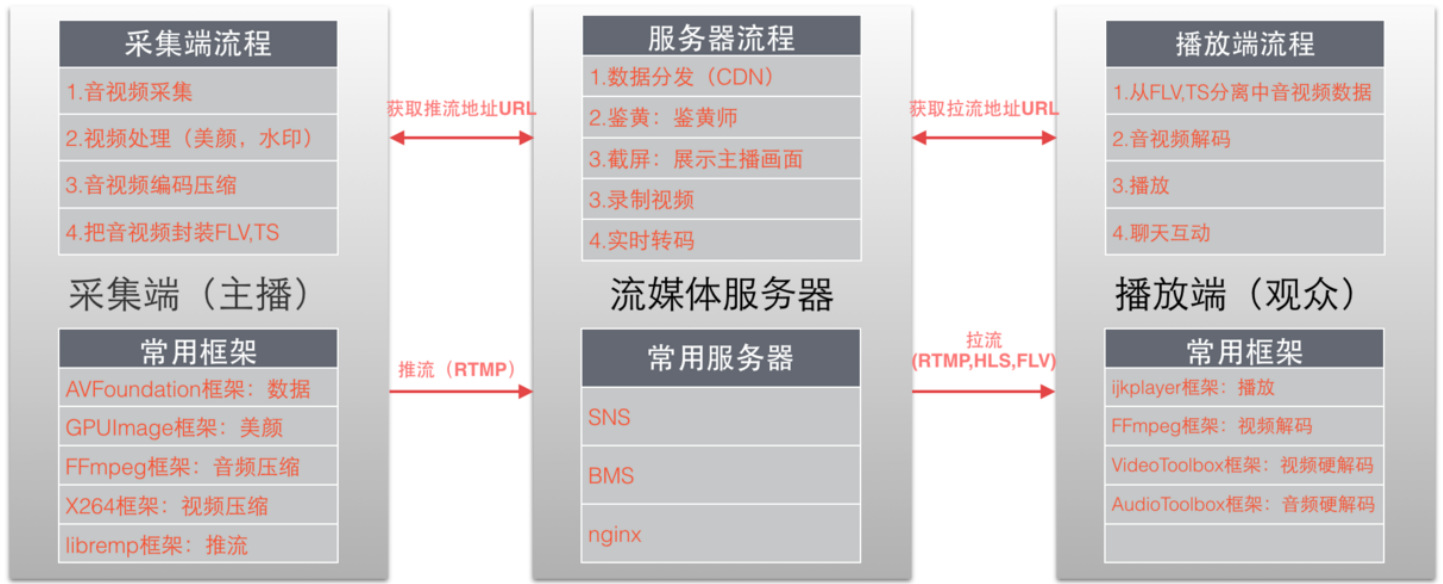 采集端流程
1.音视频采集
2.视频处理（美颜，水印）
3.音视频编码压缩
4.把音视频封装FLV,TS
采集端（主播）
常用框架
AVFoundation框架：数据
GPUImage框架：美颜
FFmpeg框架：音频压缩
X264框架：视频压缩
libremp框架：推流
获取推流地址URL
推流（RTMP）
服务器流程
1.数据分发（CDN）
2.鉴黄：鉴黄师
3.截屏：展示主播画面
3.录制视频
4.实时转码
流媒体服务器
常用服务器
SNS
BMS
nginx
获取拉流地址URL
拉流
(RTMP,HLS,FLV)
播放端流程
1.从FLV,TS分离中音视频数据
2.音视频解码
3.播放
4.聊天互动
播放端（观众）
常用框架
ijkplayer框架：播放
FFmpeg框架：视频解码
VideoToolbox框架：视频硬解码
AudioToolbox框架：音频硬解码